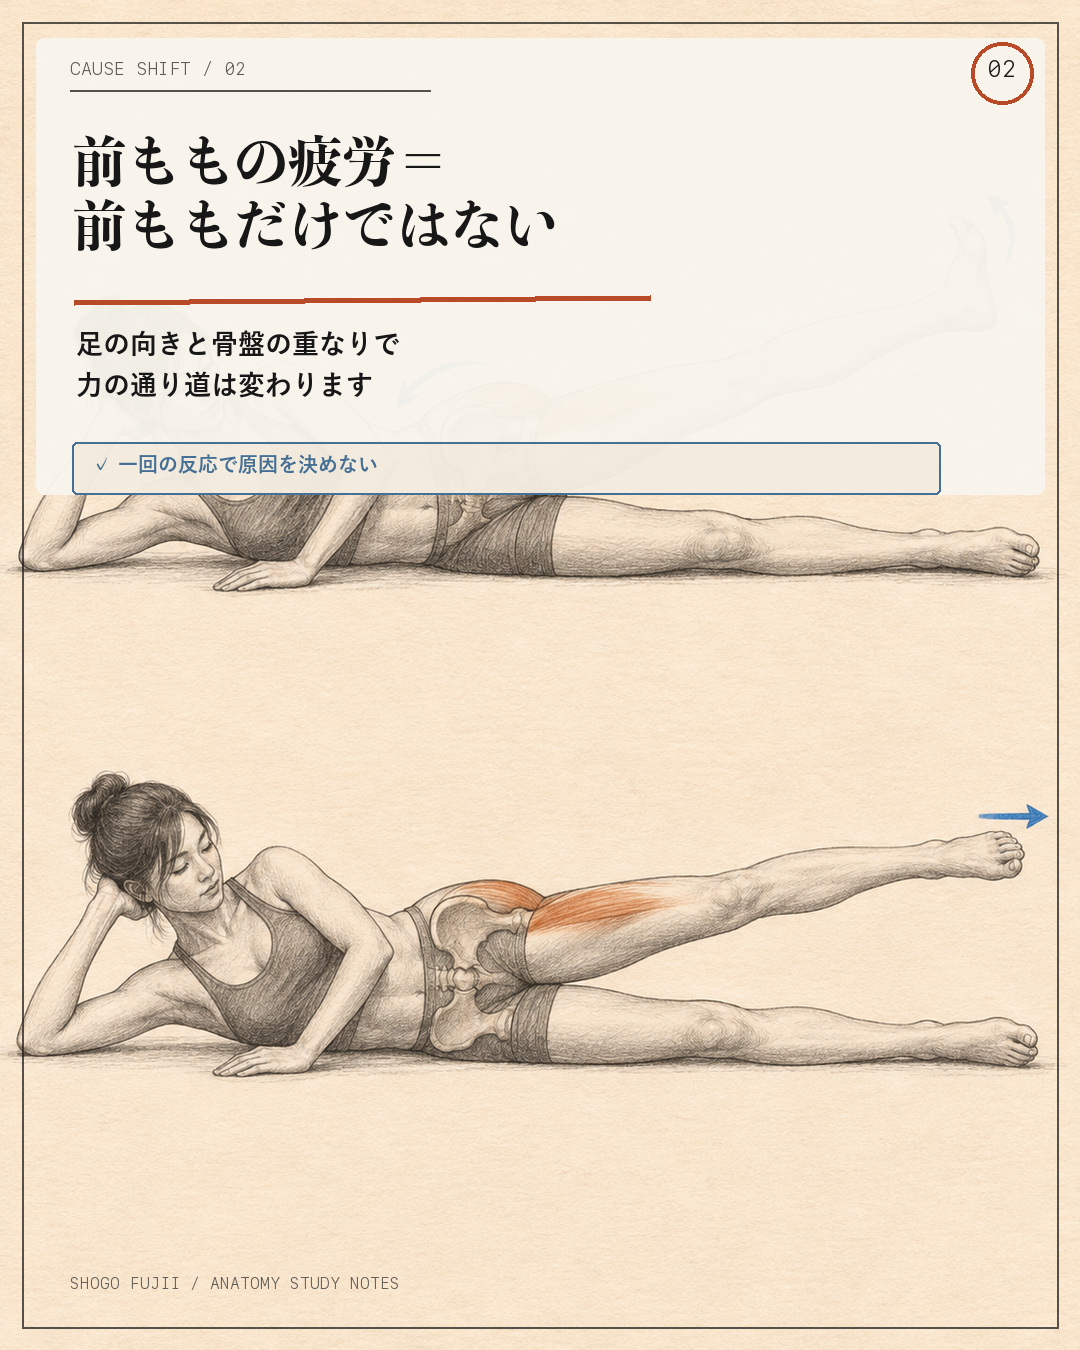 CAUSE SHIFT / 02
02
前ももの疲労＝
前ももだけではない
足の向きと骨盤の重なりで
力の通り道は変わります
✓ 一回の反応で原因を決めない
SHOGO FUJII / ANATOMY STUDY NOTES